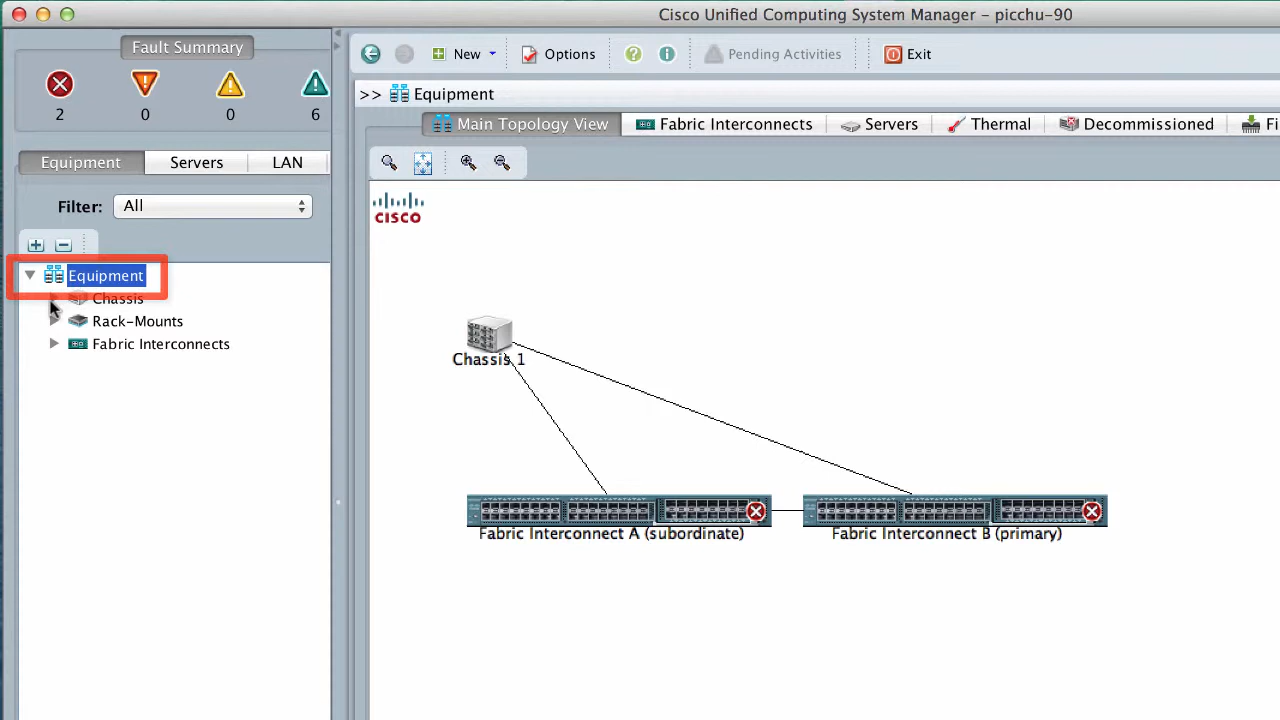 Cisco Unified Computing System Manager - picchu-90
Fault Summary
2 0 0 6
New Options Pending Activities Exit
>> Equipment
Main Topology View Fabric Interconnects Servers Thermal Decommissioned Fi
Equipment Servers LAN
Filter: All
CISCO
Equipment
Chassis
Rack-Mounts
Fabric Interconnects
Chassis 1
Fabric Interconnect A (subordinate) Fabric Interconnect B (primary)